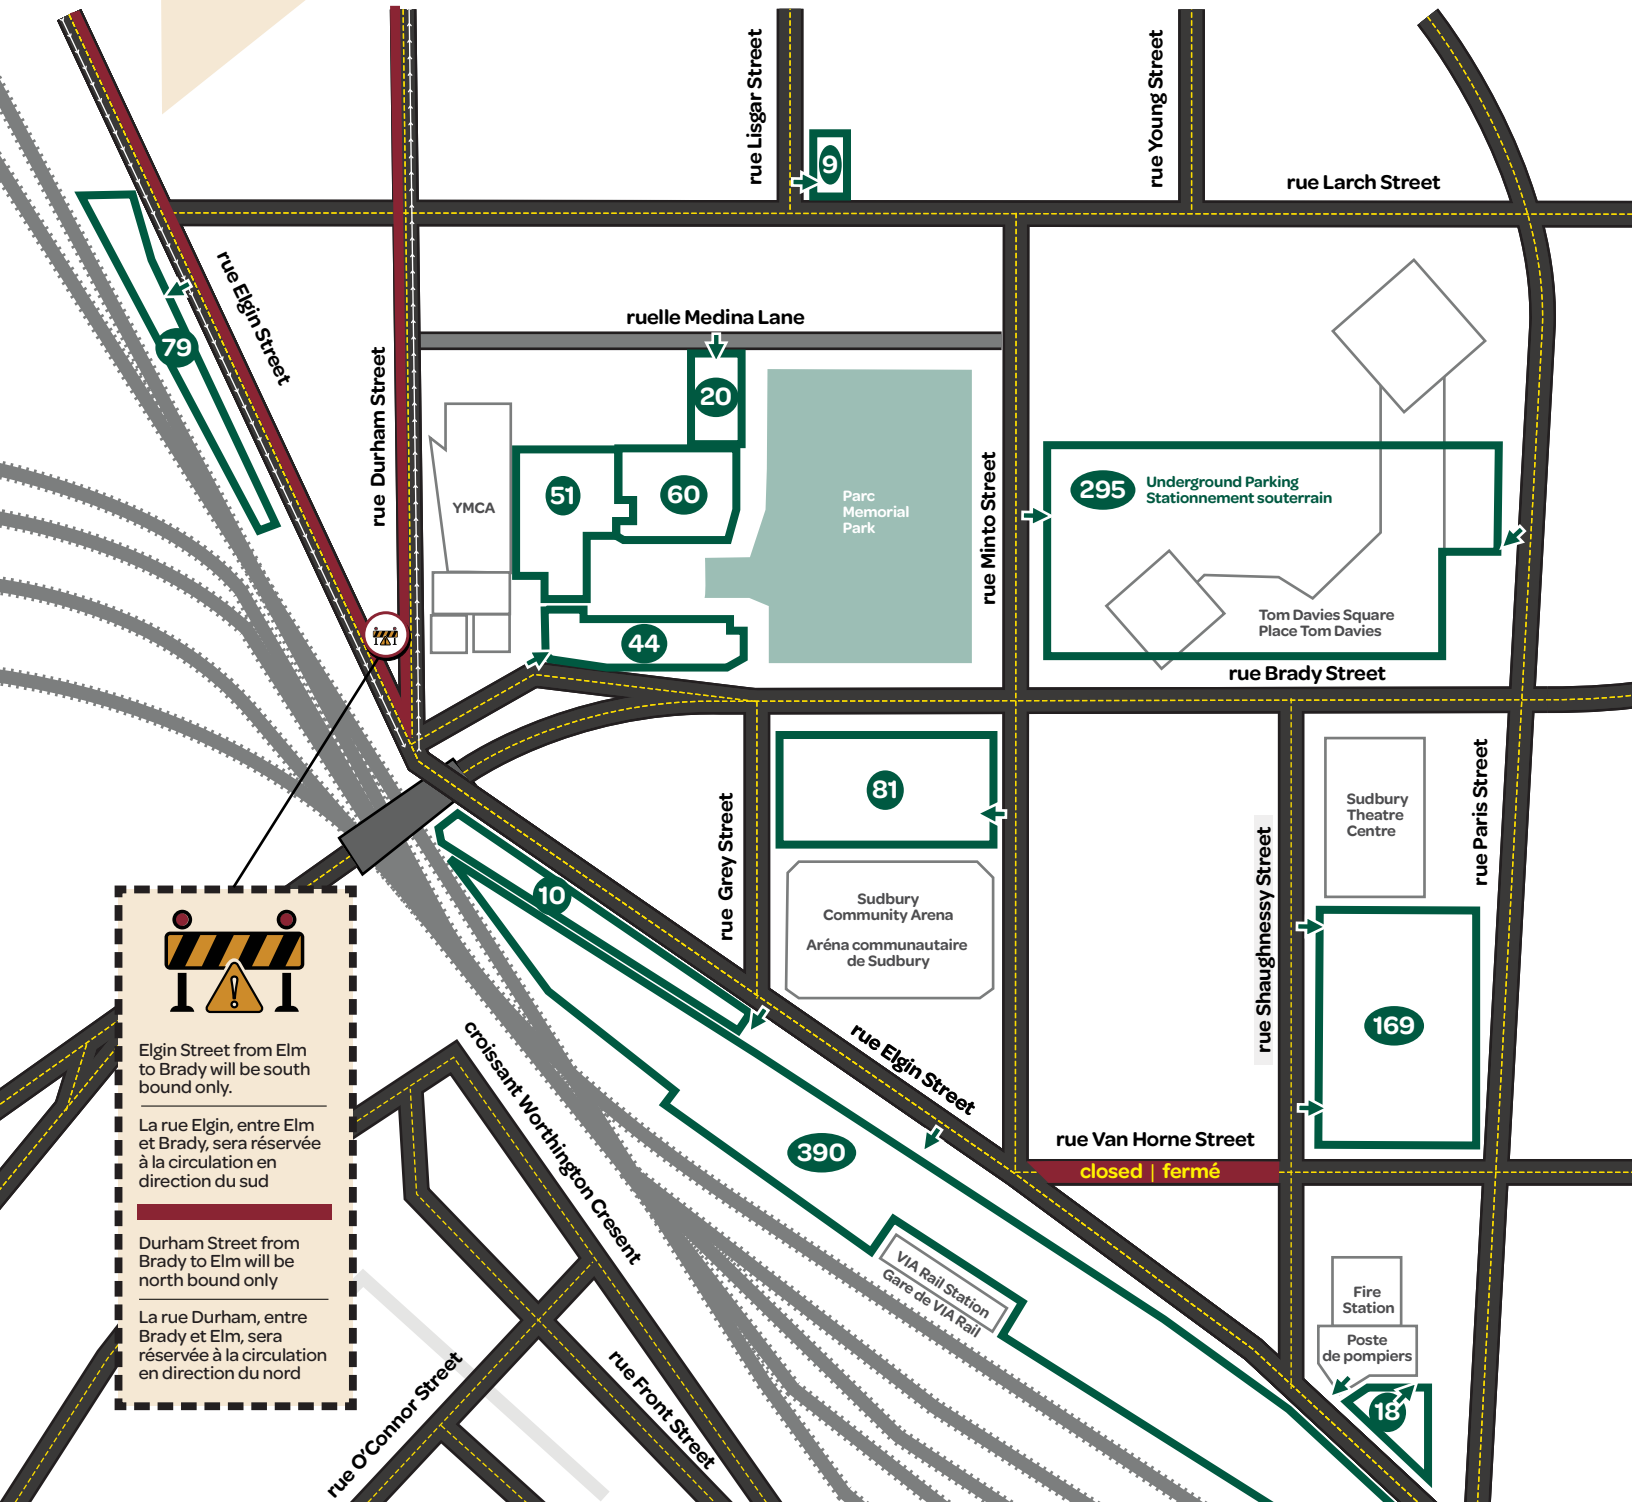 rue Lisgar Street
9
rue Young Street
rue Larch Street
rue Elgin Street
79
ruelle Medina Lane
rue Durham Street
20
YMCA
51
60
Parc
Memorial
Park
rue Minto Street
295
Underground Parking
Stationnement souterrain
44
Tom Davies Square
Place Tom Davies
rue Brady Street
81
rue Grey Street
Sudbury
Community Arena
Aréna communautaire
de Sudbury
rue Shaughnessy Street
Sudbury
Theatre
Centre
rue Paris Street
10
169
rue Elgin Street
390
rue Van Horne Street
closed | fermé
croissant Worthington Cresent
VIA Rail Station
Gare de VIA Rail
Fire
Station
Poste
de pompiers
18
rue O'Connor Street
rue Front Street
Elgin Street from Elm
to Brady will be south
bound only.
La rue Elgin, entre Elm
et Brady, sera réservée
à la circulation en
direction du sud
Durham Street from
Brady to Elm will be
north bound only
La rue Durham, entre
Brady et Elm, sera
réservée à la circulation
en direction du nord